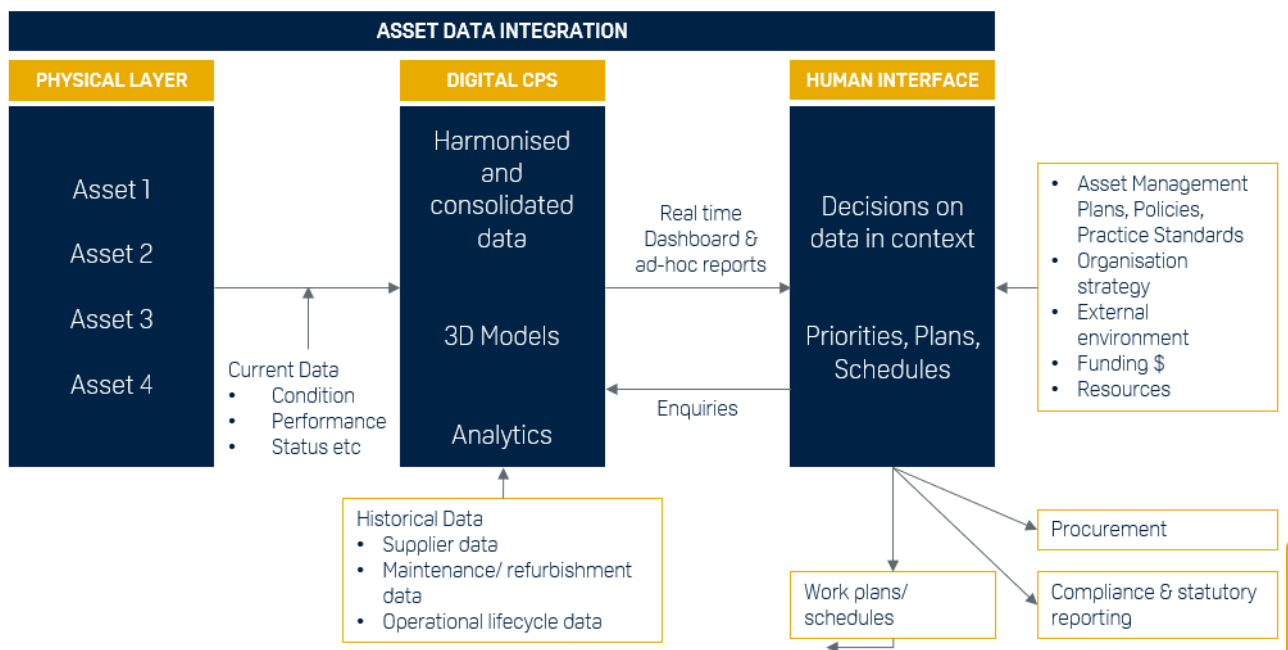 ASSET DATA INTEGRATION
PHYSICAL LAYER
Asset 1
Asset 2
Asset 3
Asset 4
Current Data
• Condition
• Performance
• Status etc
DIGITAL CPS
Harmonised
and
consolidated
data
3D Models
Analytics
Historical Data
• Supplier data
• Maintenance/ refurbishment
data
• Operational lifecycle data
Real time
Dashboard &
ad-hoc reports
Enquiries
HUMAN INTERFACE
Decisions on
data in context
Priorities, Plans,
Schedules
• Asset Management
Plans, Policies,
Practice Standards
• Organisation
strategy
• External
environment
• Funding $
• Resources
Procurement
Compliance & statutory
reporting
Work plans/
schedules